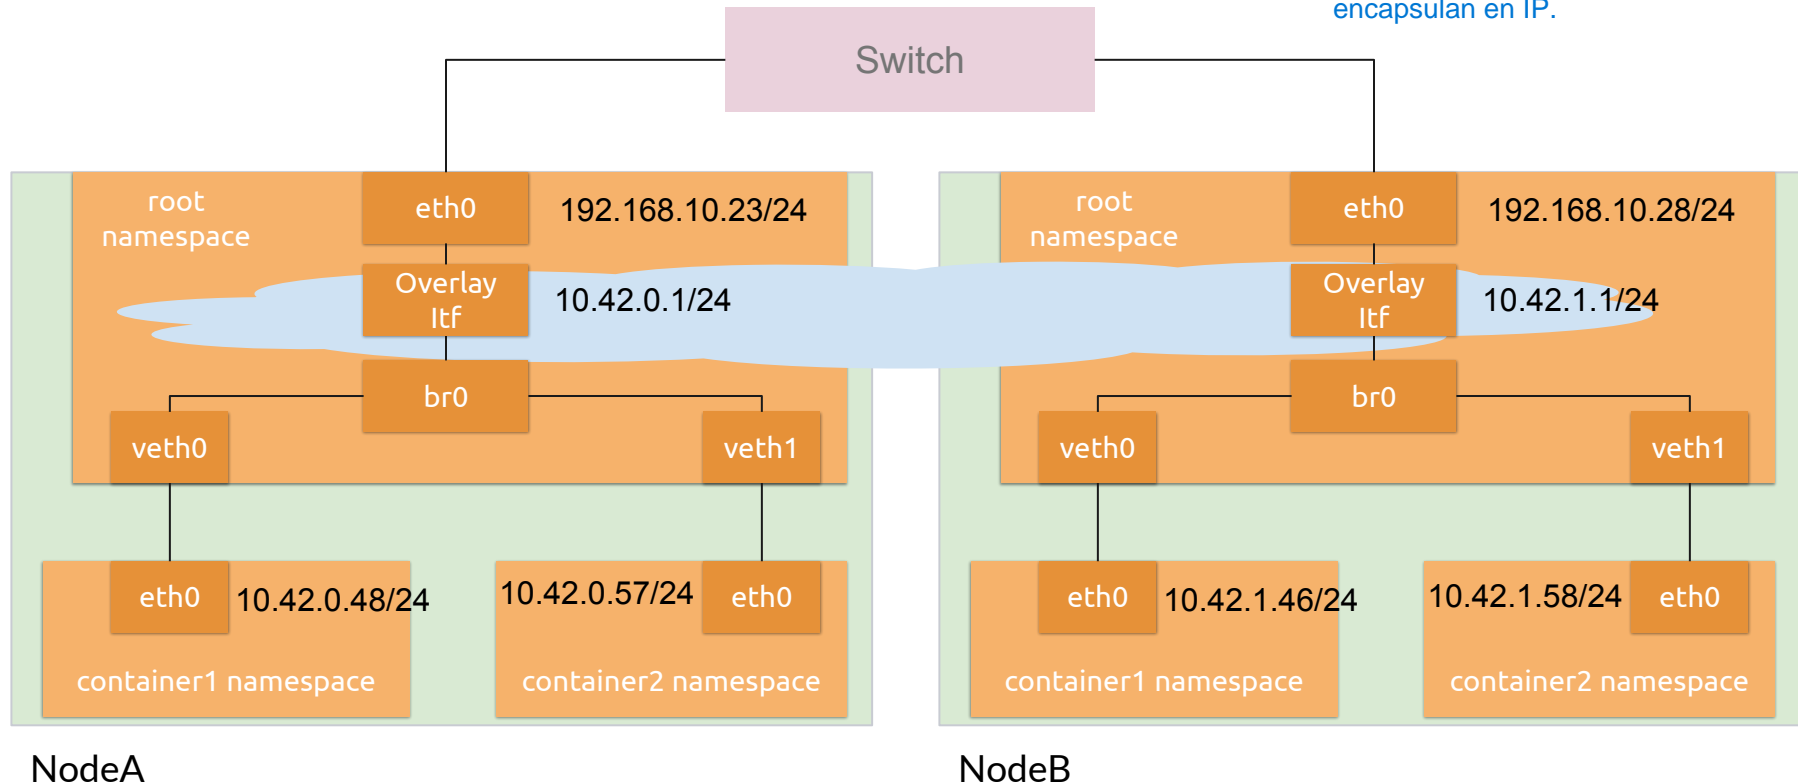 encapsulan en IP.
Switch
root
namespace
eth0
192.168.10.23/24
Overlay
Itf
10.42.0.1/24
br0
veth0
veth1
eth0
10.42.0.48/24
container1 namespace
10.42.0.57/24
eth0
container2 namespace
NodeA
root
namespace
eth0
192.168.10.28/24
Overlay
Itf
10.42.1.1/24
br0
veth0
veth1
eth0
10.42.1.46/24
container1 namespace
10.42.1.58/24
eth0
container2 namespace
NodeB